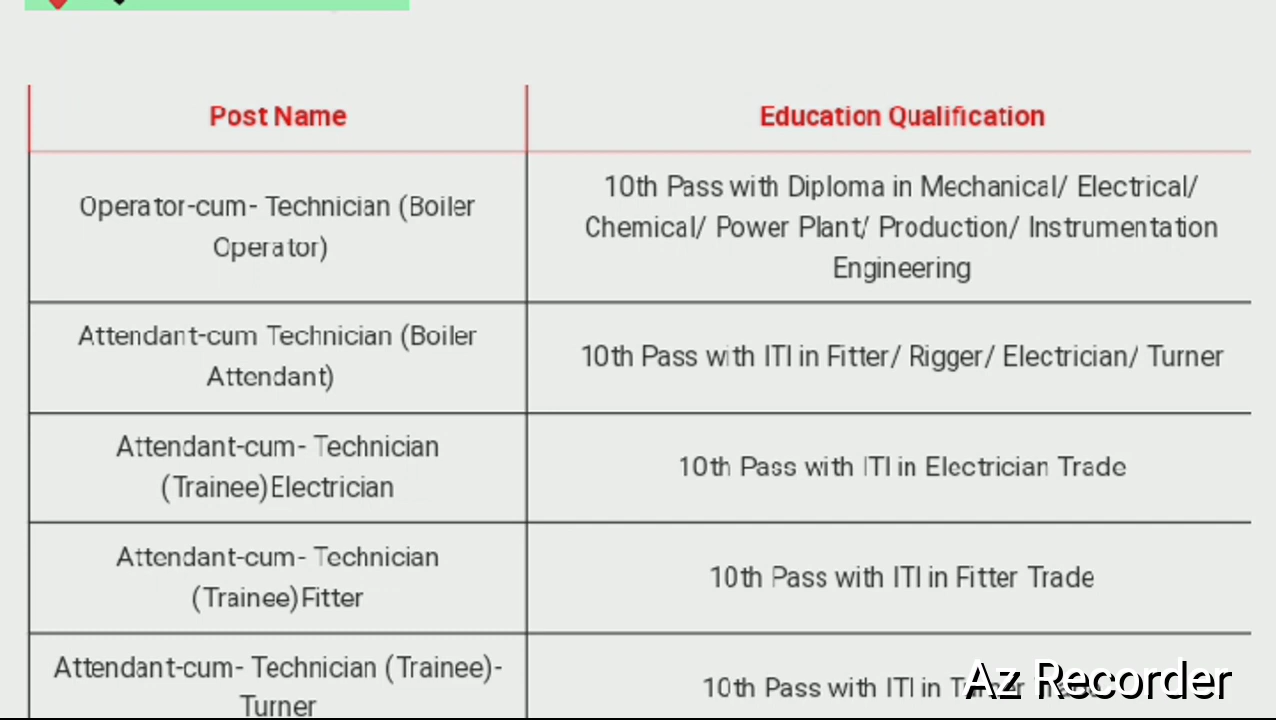 Post Name
Education Qualification
Operator-cum- Technician (Boiler
Operator)
10th Pass with Diploma in Mechanical/ Electrical/
Chemical/ Power Plant/ Production/ Instrumentation
Engineering
Attendant-cum Technician (Boiler
Attendant)
10th Pass with ITI in Fitter/ Rigger/ Electrician/ Turner
Attendant-cum- Technician
(Trainee)Electrician
10th Pass with ITI in Electrician Trade
Attendant-cum- Technician
(Trainee)Fitter
10th Pass with ITI in Fitter Trade
Attendant-cum- Technician (Trainee)-
Turner
10th Pass with ITI in
Az Recorder